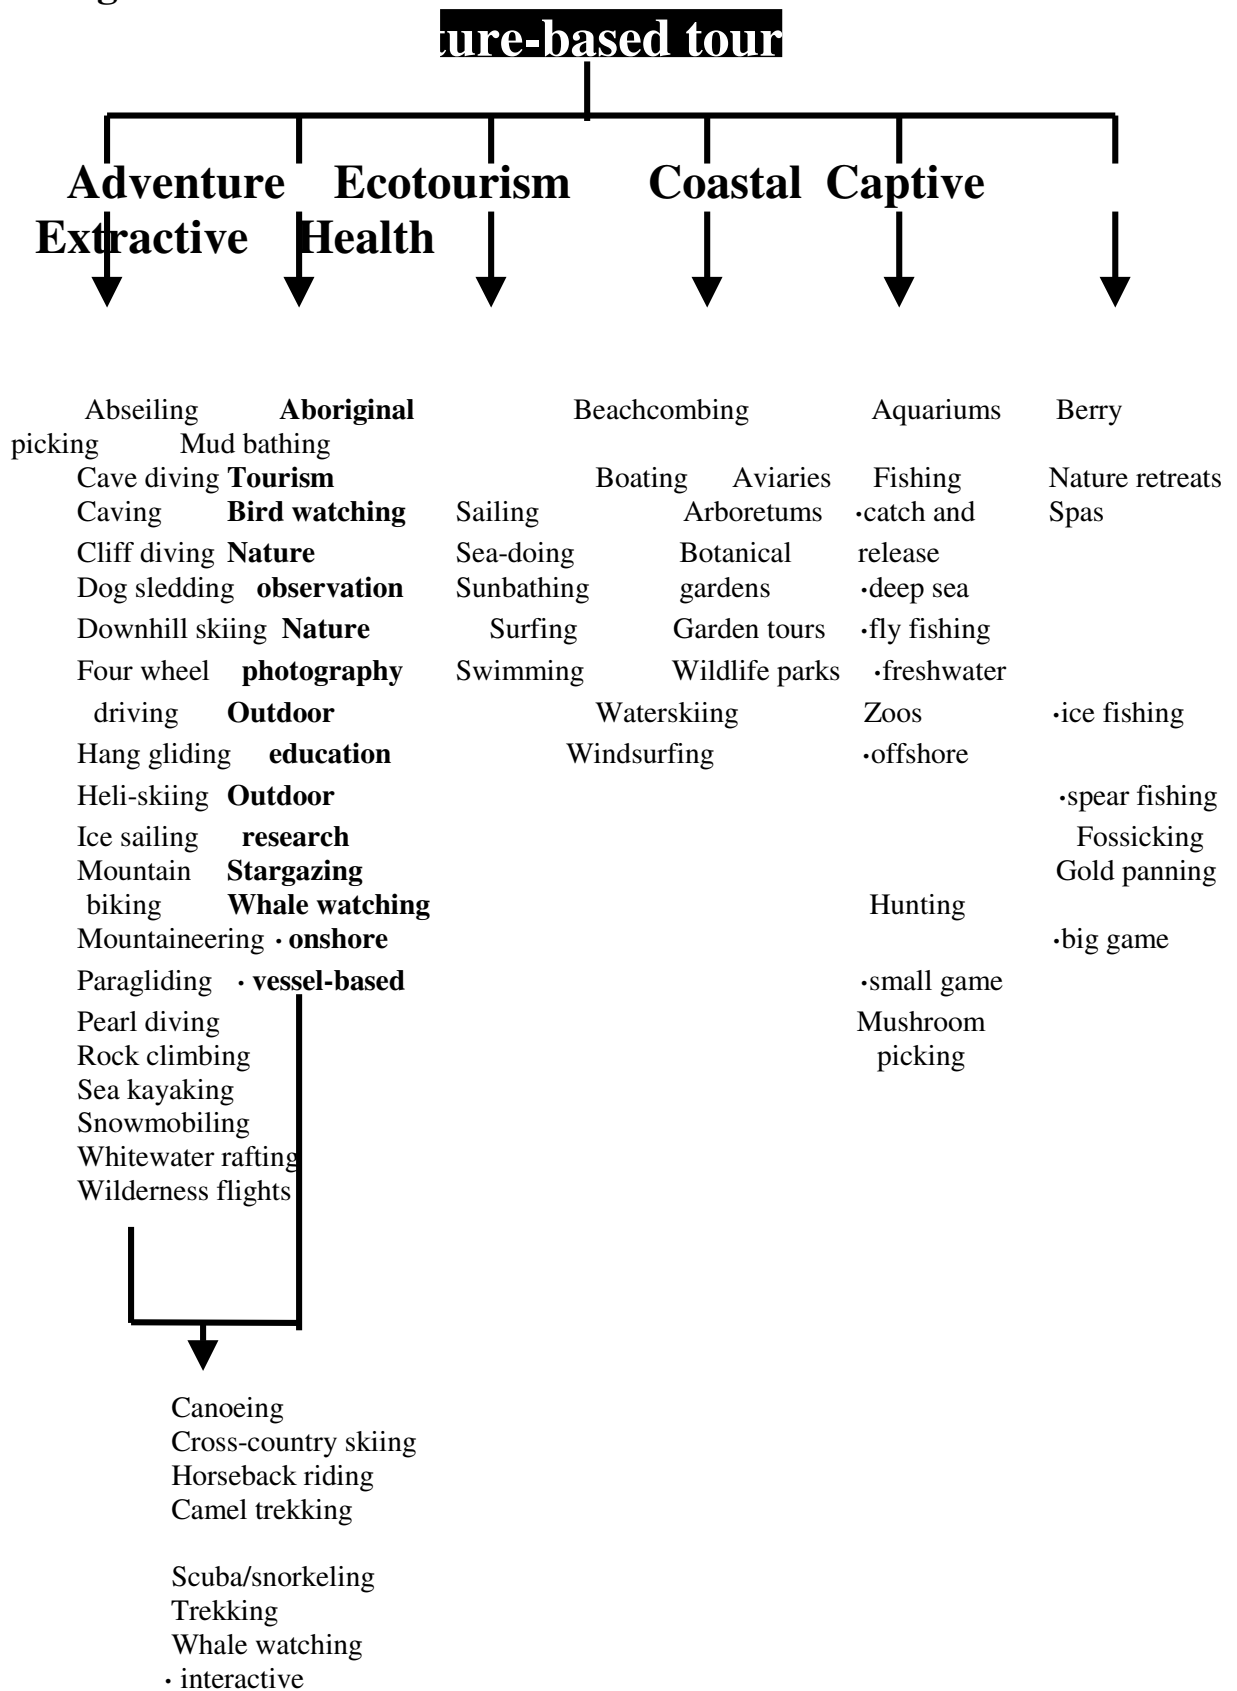 ture-based tour
Adventure Ecotourism Coastal Captive
Extractive Health
Abseiling Aboriginal Beachcombing Aquariums Berry
picking Mud bathing
Cave diving Tourism Boating Aviaries Fishing Nature retreats
Caving Bird watching Sailing Arboretums •catch and Spas
Cliff diving Nature Sea-doing Botanical release
Dog sledding observation Sunbathing gardens •deep sea
Downhill skiing Nature Surfing Garden tours •fly fishing
Four wheel photography Swimming Wildlife parks •freshwater
driving Outdoor Waterskiing Zoos •ice fishing
Hang gliding education Windsurfing •offshore
Heli-skiing Outdoor •spear fishing
Ice sailing research Fossicking
Mountain Stargazing Gold panning
biking Whale watching Hunting
Mountaineering • onshore •big game
Paragliding • vessel-based •small game
Pearl diving Mushroom
Rock climbing picking
Sea kayaking
Snowmobiling
Whitewater rafting
Wilderness flights
Canoeing
Cross-country skiing
Horseback riding
Camel trekking
Scuba/snorkeling
Trekking
Whale watching
• interactive